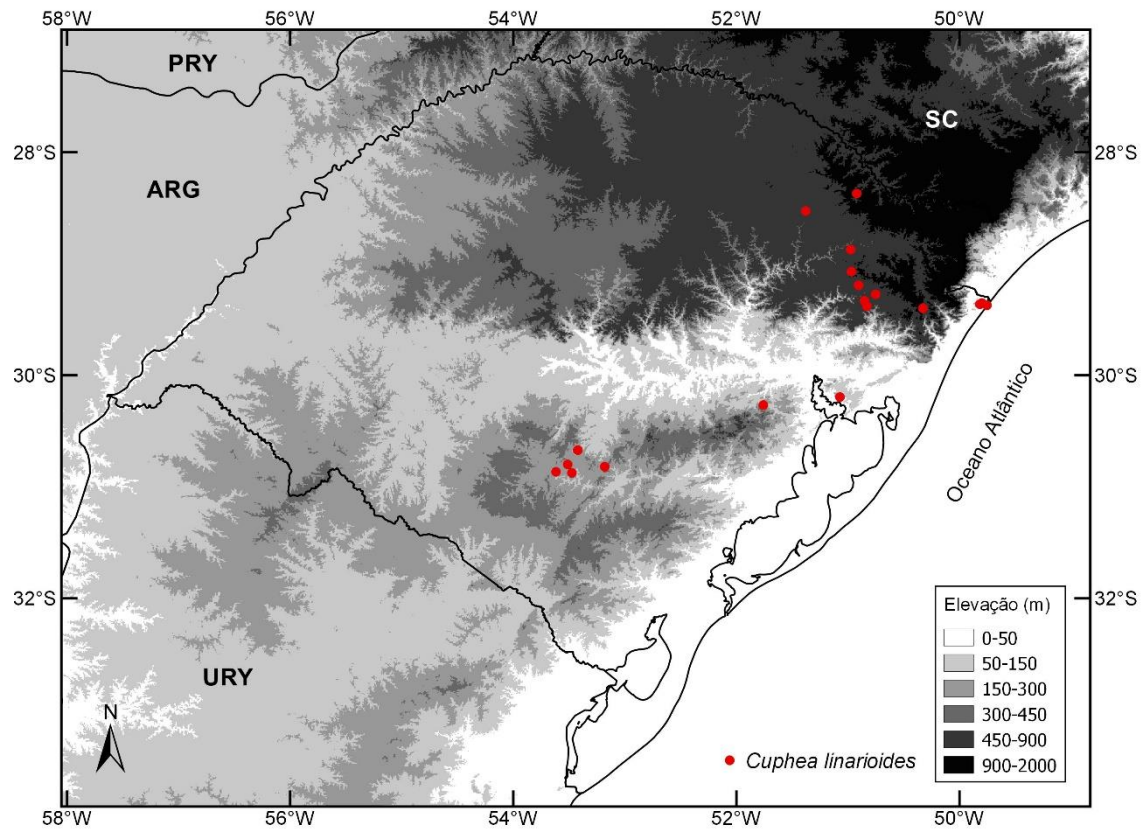 58°W 56°W 54°W 52°W 50°W
PRY
SC
28°S 28°S
ARG
30°S 30°S
Oceano Atlântico
32°S 32°S
URY
N
Elevação (m)
0-50
50-150
150-300
300-450
450-900
900-2000
Cuphea linarioides
58°W 56°W 54°W 52°W 50°W